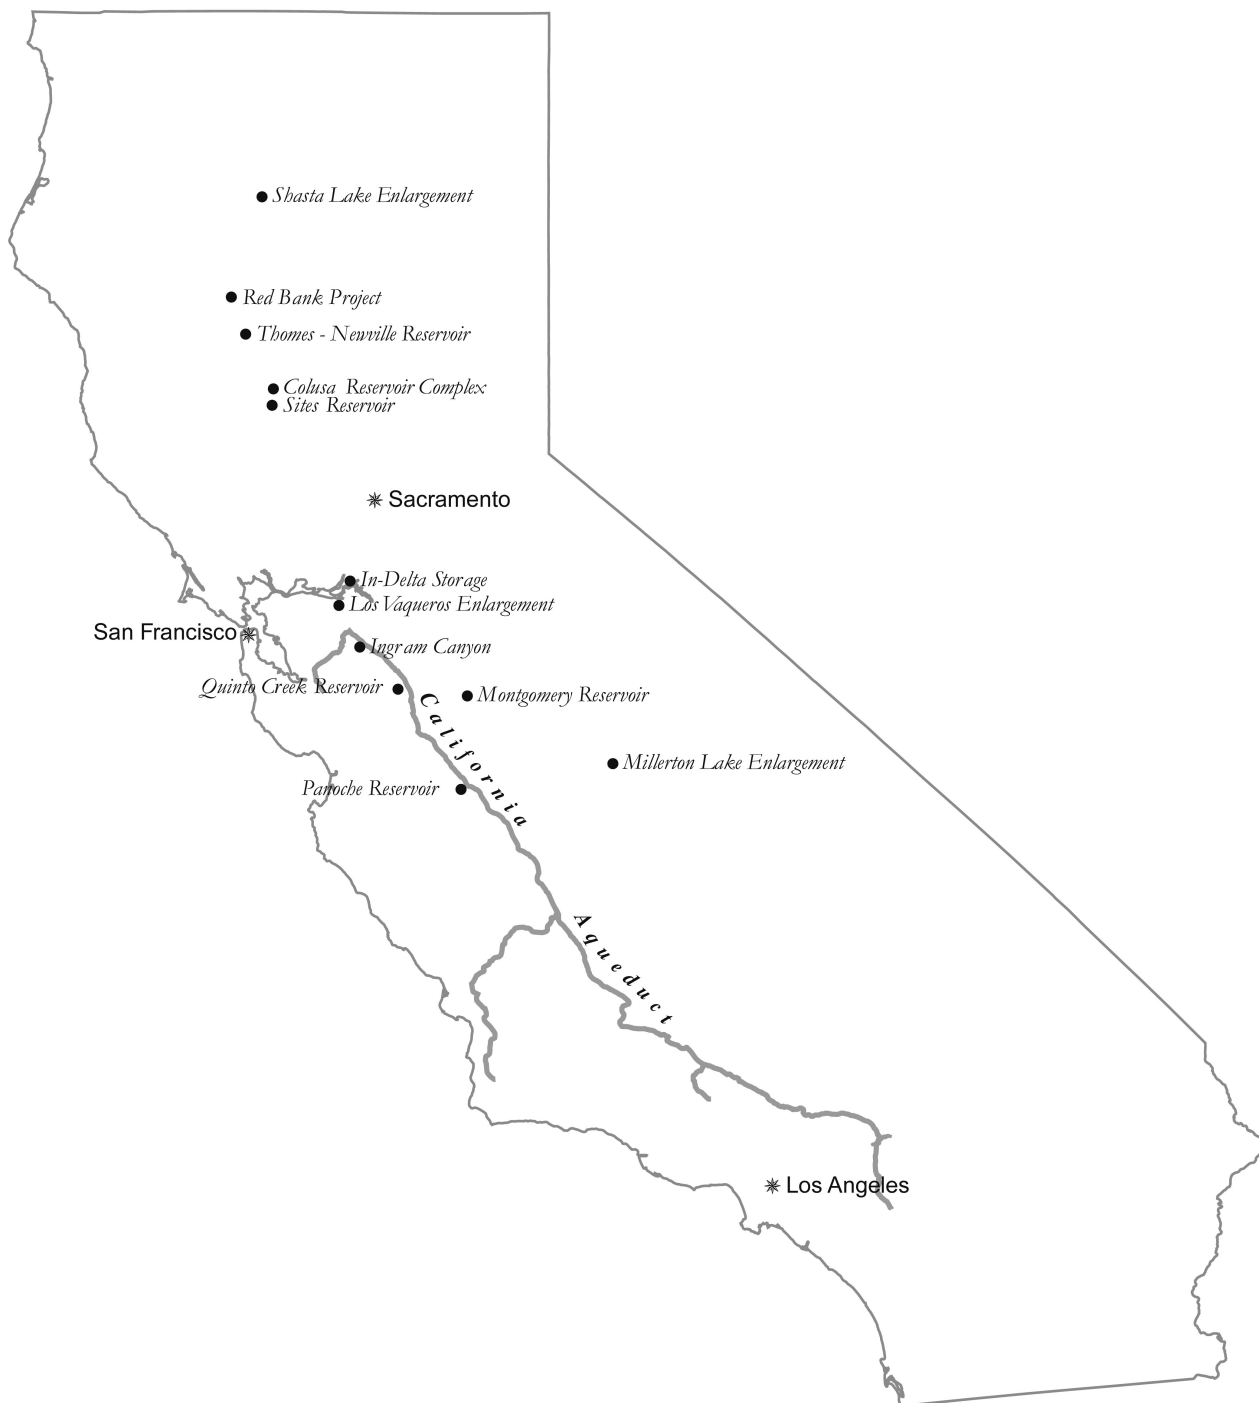 Shasta Lake Enlargement
Red Bank Project
Thomes - Newville Reservoir
Colusa Reservoir Complex
Sites Reservoir
Sacramento
In-Delta Storage
Los Vaqueros Enlargement
San Francisco
Ingram Canyon
Quinto Creek Reservoir
Montgomery Reservoir
California
Millerton Lake Enlargement
Panoche Reservoir
Aqueduct
Los Angeles